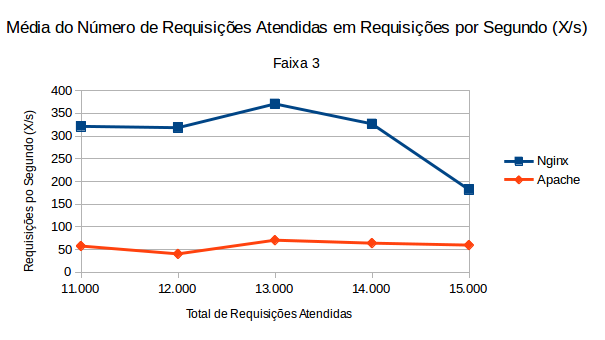 Média do Número de Requisições Atendidas em Requisições por Segundo (X/s)
Faixa 3
Requisições po Segundo (X/s)
400
350
300
250
200
150
100
50
0
11.000 12.000 13.000 14.000 15.000
Total de Requisições Atendidas
Nginx
Apache